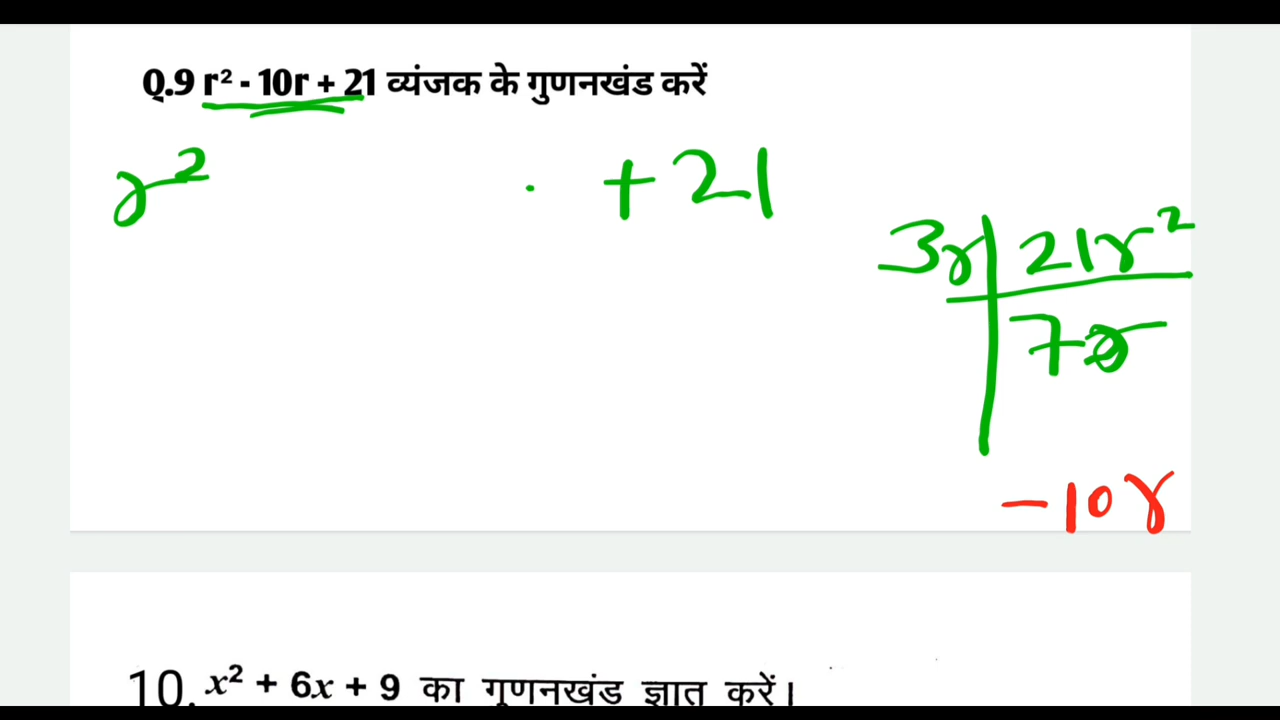 Q.9 r² - 10r + 21 व्यंजक के गुणनखंड करें
r² + 21
3r 21r²
7r
-10r
10. x² + 6x + 9 का गुणनखंड ज्ञात करें।